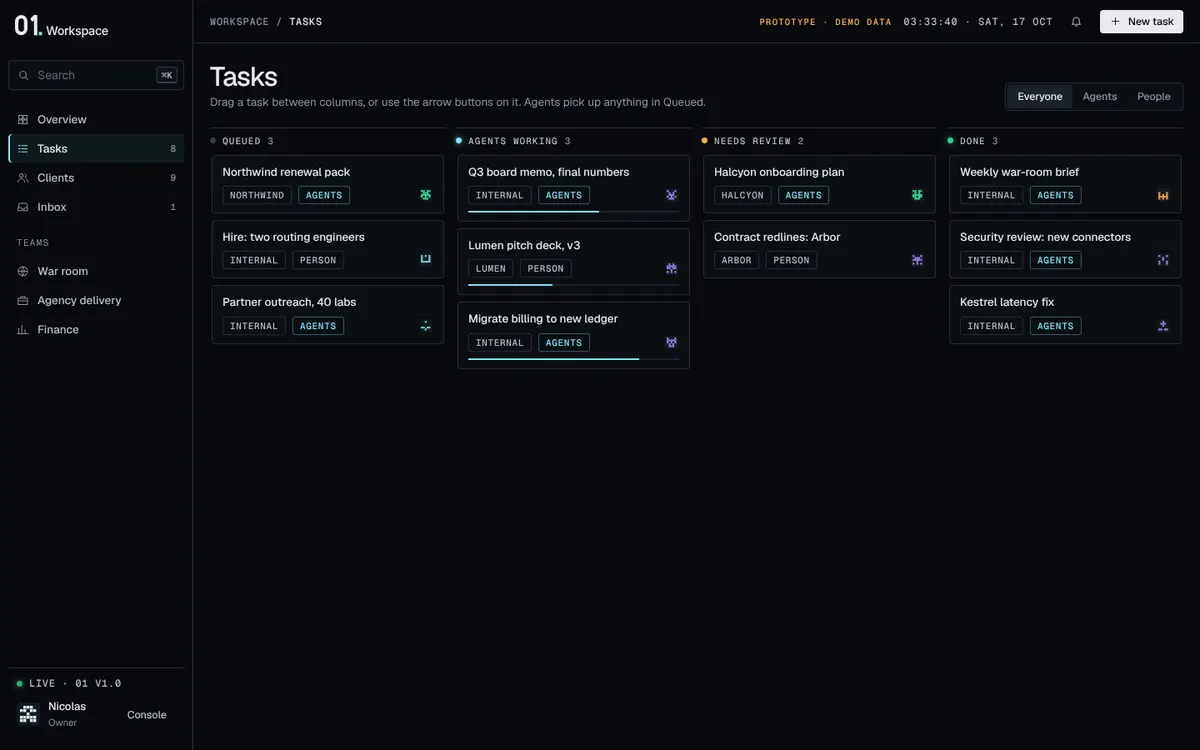 01. Workspace
Search ⌘K
Overview
Tasks 8
Clients 9
Inbox 1
TEAMS
War room
Agency delivery
Finance
LIVE · 01 V1.0
Nicolas
Owner
Console
WORKSPACE / TASKS
PROTOTYPE · DEMO DATA 03:33:40 · SAT, 17 OCT
+ New task
Tasks
Drag a task between columns, or use the arrow buttons on it. Agents pick up anything in Queued.
Everyone Agents People
QUEUED 3
Northwind renewal pack
NORTHWIND AGENTS
Hire: two routing engineers
INTERNAL PERSON
Partner outreach, 40 labs
INTERNAL AGENTS
AGENTS WORKING 3
Q3 board memo, final numbers
INTERNAL AGENTS
Lumen pitch deck, v3
LUMEN PERSON
Migrate billing to new ledger
INTERNAL AGENTS
NEEDS REVIEW 2
Halcyon onboarding plan
HALCYON AGENTS
Contract redlines: Arbor
ARBOR PERSON
DONE 3
Weekly war-room brief
INTERNAL AGENTS
Security review: new connectors
INTERNAL AGENTS
Kestrel latency fix
INTERNAL AGENTS